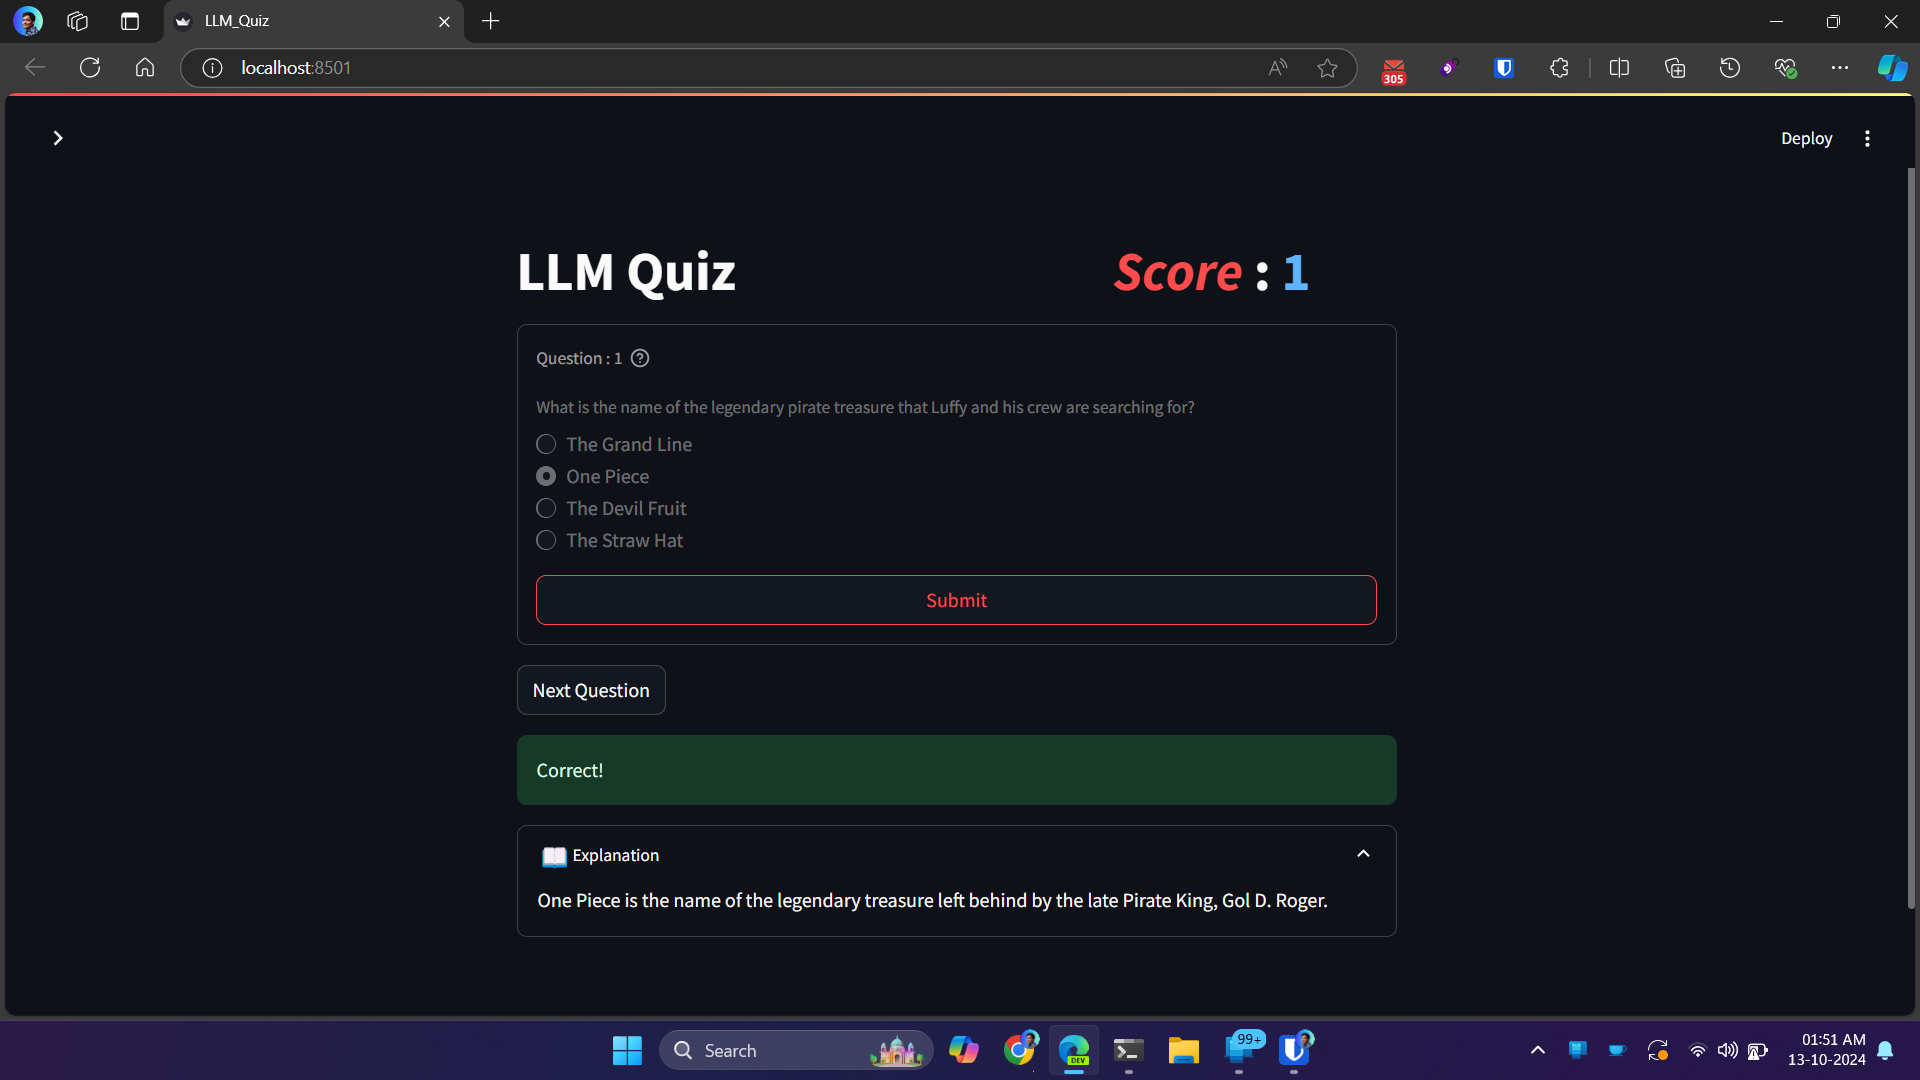 LLM_Quiz
localhost:8501
305
Deploy
LLM Quiz
Score : 1
Question : 1
What is the name of the legendary pirate treasure that Luffy and his crew are searching for?
The Grand Line
One Piece
The Devil Fruit
The Straw Hat
Submit
Next Question
Correct!
Explanation
One Piece is the name of the legendary treasure left behind by the late Pirate King, Gol D. Roger.
Search
DEV
99+
01:51 AM
13-10-2024